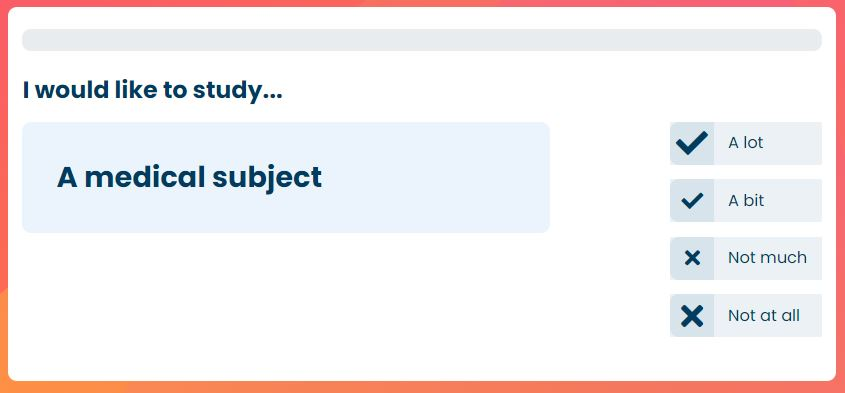 I would like to study...
A medical subject
A lot
A bit
Not much
Not at all